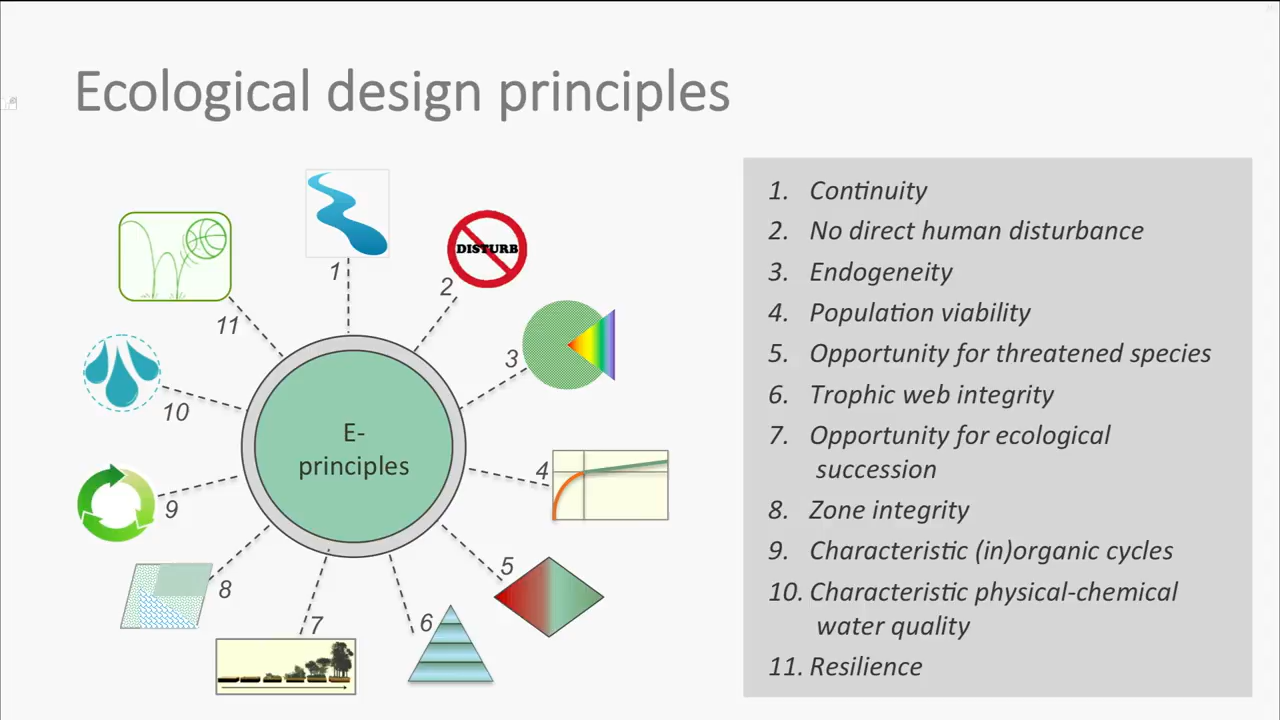 Ecological design principles
1
2
3
4
5
6
7
8
9
10
11
DISTURB
E-
principles
1. Continuity
2. No direct human disturbance
3. Endogeneity
4. Population viability
5. Opportunity for threatened species
6. Trophic web integrity
7. Opportunity for ecological
succession
8. Zone integrity
9. Characteristic (in)organic cycles
10. Characteristic physical-chemical
water quality
11. Resilience